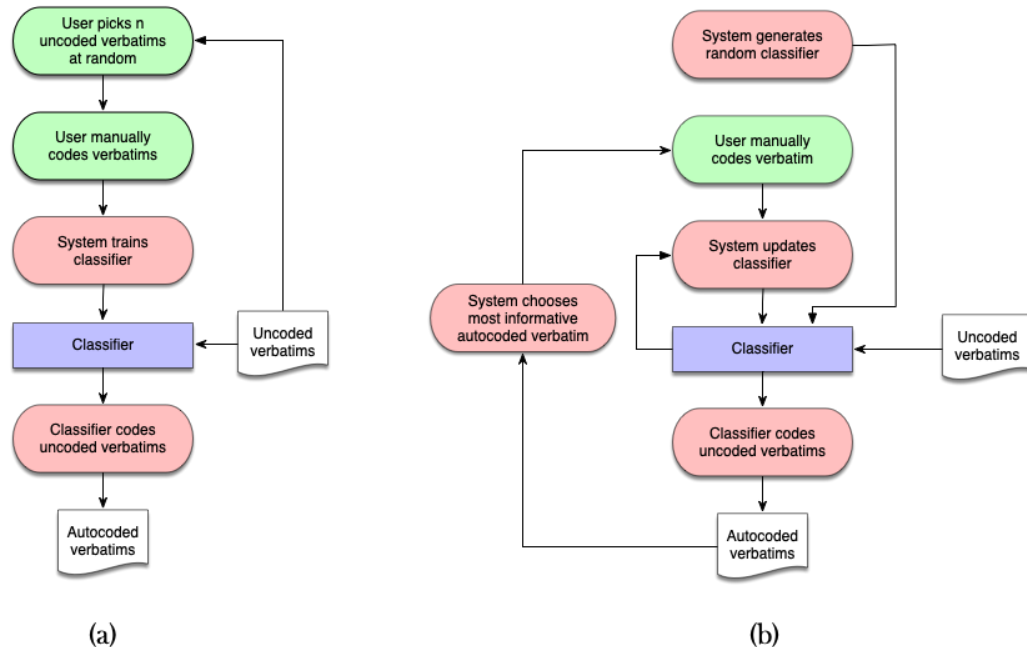 User picks n
uncoded verbatims
at random
User manually
codes verbatims
System trains
classifier
Classifier
Uncoded
verbatims
Classifier codes
uncoded verbatims
Autocoded
verbatims
(a)
System generates
random classifier
User manually
codes verbatim
System updates
classifier
System chooses
most informative
autocoded verbatim
Classifier
Uncoded
verbatims
Classifier codes
uncoded verbatims
Autocoded
verbatims
(b)